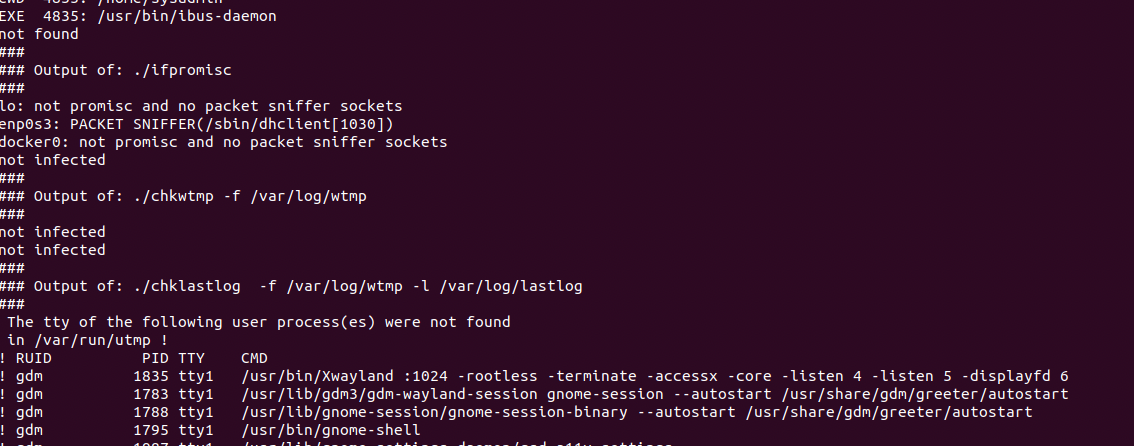 CWD  4835: /home/sysadmin
EXE  4835: /usr/bin/ibus-daemon
not found
###
### Output of: ./ifpromisc
###
lo: not promisc and no packet sniffer sockets
enp0s3: PACKET SNIFFER(/sbin/dhclient[1030])
docker0: not promisc and no packet sniffer sockets
not infected
###
### Output of: ./chkwtmp -f /var/log/wtmp
###
not infected
not infected
###
### Output of: ./chklastlog  -f /var/log/wtmp -l /var/log/lastlog
###
 The tty of the following user process(es) were not found
 in /var/run/utmp !
! RUID          PID TTY    CMD
! gdm          1835 tty1   /usr/bin/Xwayland :1024 -rootless -terminate -accessx -core -listen 4 -listen 5 -displayfd 6
! gdm          1783 tty1   /usr/lib/gdm3/gdm-wayland-session gnome-session --autostart /usr/share/gdm/greeter/autostart
! gdm          1788 tty1   /usr/lib/gnome-session/gnome-session-binary --autostart /usr/share/gdm/greeter/autostart
! gdm          1795 tty1   /usr/bin/gnome-shell
! gdm          tty1